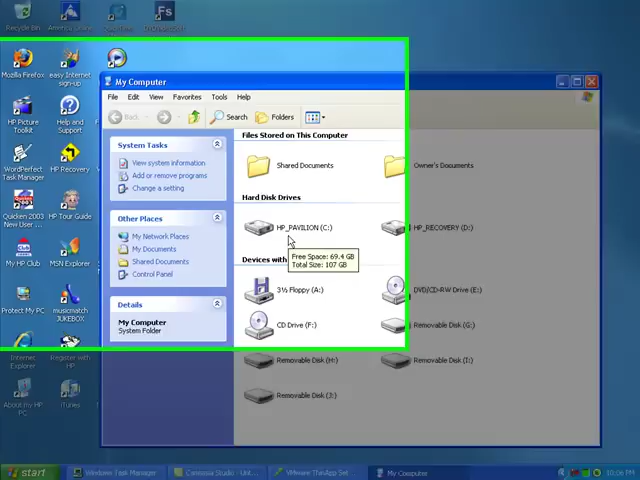 Recycle Bin
America Online
My Computer
File Edit View Favorites Tools Help
Back Search Folders
Mozilla Firefox
easy Internet sign-up
HP Picture Toolkit
Help and Support
WordPerfect Task Manager
HP Recovery
Quicken 2003 New User ...
HP Tour Guide
My HP Club
MSN Explorer
Protect My PC
musicmatch JUKEBOX
Internet Explorer
Register with HP
About my HP PC
iTunes
System Tasks
View system information
Add or remove programs
Change a setting
Other Places
My Network Places
My Documents
Shared Documents
Control Panel
Details
My Computer
System Folder
Files Stored on This Computer
Shared Documents
Owner's Documents
Hard Disk Drives
HP_PAVILION (C:)
HP_RECOVERY (D:)
Free Space: 69.4 GB
Total Size: 107 GB
Devices with
3½ Floppy (A:)
DVD/CD-RW Drive (E:)
CD Drive (F:)
Removable Disk (G:)
Removable Disk (H:)
Removable Disk (I:)
Removable Disk (J:)
start
Windows Task Manager
Camtasia Studio - Unt...
VMware ThinApp Set...
My Computer
10:06 PM